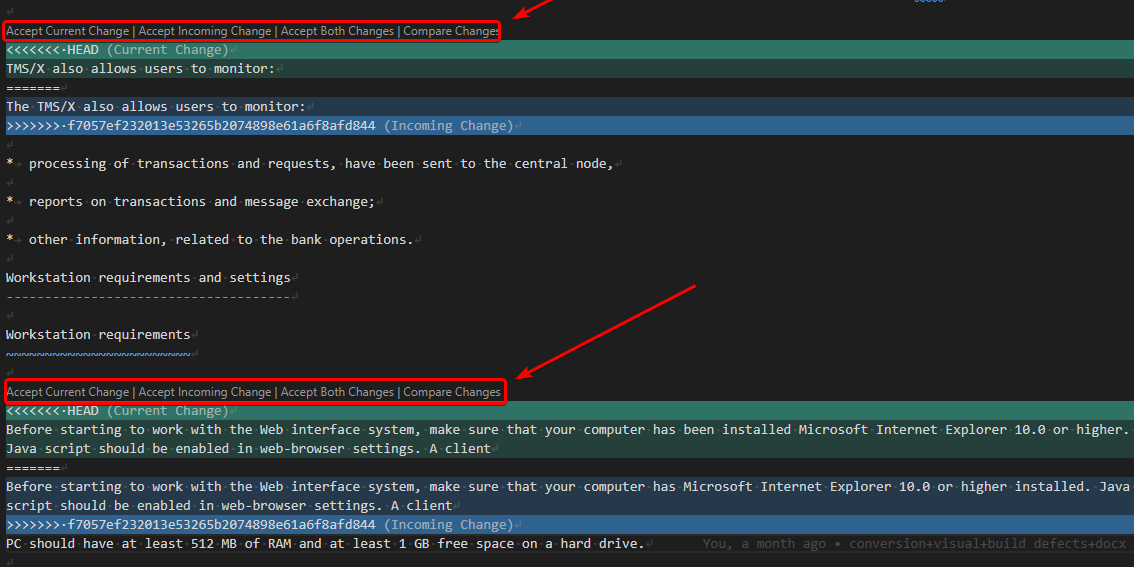 Accept Current Change | Accept Incoming Change | Accept Both Changes | Compare Changes
<<<<<<< HEAD (Current Change)
TMS/X also allows users to monitor:
=======
The TMS/X also allows users to monitor:
>>>>>>> f7057ef232013e53265b2074898e61a6f8afd844 (Incoming Change)
* processing of transactions and requests, have been sent to the central node,
* reports on transactions and message exchange;
* other information, related to the bank operations.
Workstation requirements and settings
-------------------------------------
Workstation requirements
~~~~~~~~~~~~~~~~~~~~~~~~
Accept Current Change | Accept Incoming Change | Accept Both Changes | Compare Changes
<<<<<<< HEAD (Current Change)
Before starting to work with the Web interface system, make sure that your computer has been installed Microsoft Internet Explorer 10.0 or higher.
Java script should be enabled in web-browser settings. A client
=======
Before starting to work with the Web interface system, make sure that your computer has Microsoft Internet Explorer 10.0 or higher installed. Java
script should be enabled in web-browser settings. A client
>>>>>>> f7057ef232013e53265b2074898e61a6f8afd844 (Incoming Change)
PC should have at least 512 MB of RAM and at least 1 GB free space on a hard drive. You, a month ago • conversion+visual+build defects+docx